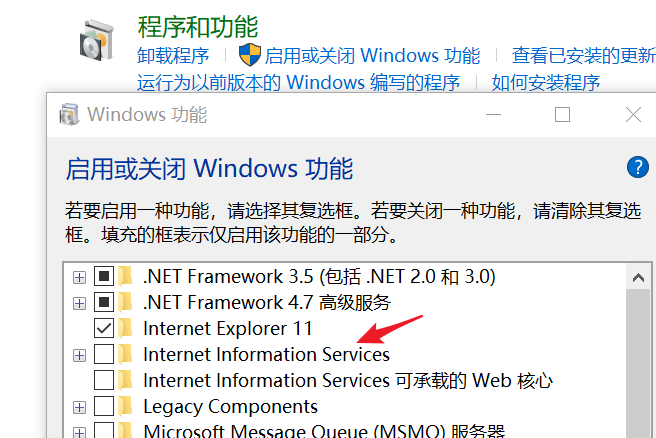 程序和功能
卸载程序 启用或关闭 Windows 功能 查看已安装的更新
运行为以前版本的 Windows 编写的程序 如何安装程序
Windows 功能
启用或关闭 Windows 功能
若要启用一种功能，请选择其复选框。若要关闭一种功能，请清除其复选
框。填充的框表示仅启用该功能的一部分。
.NET Framework 3.5 (包括 .NET 2.0 和 3.0)
.NET Framework 4.7 高级服务
Internet Explorer 11
Internet Information Services
Internet Information Services 可承载的 Web 核心
Legacy Components
Microsoft Message Queue (MSMQ) 服务器